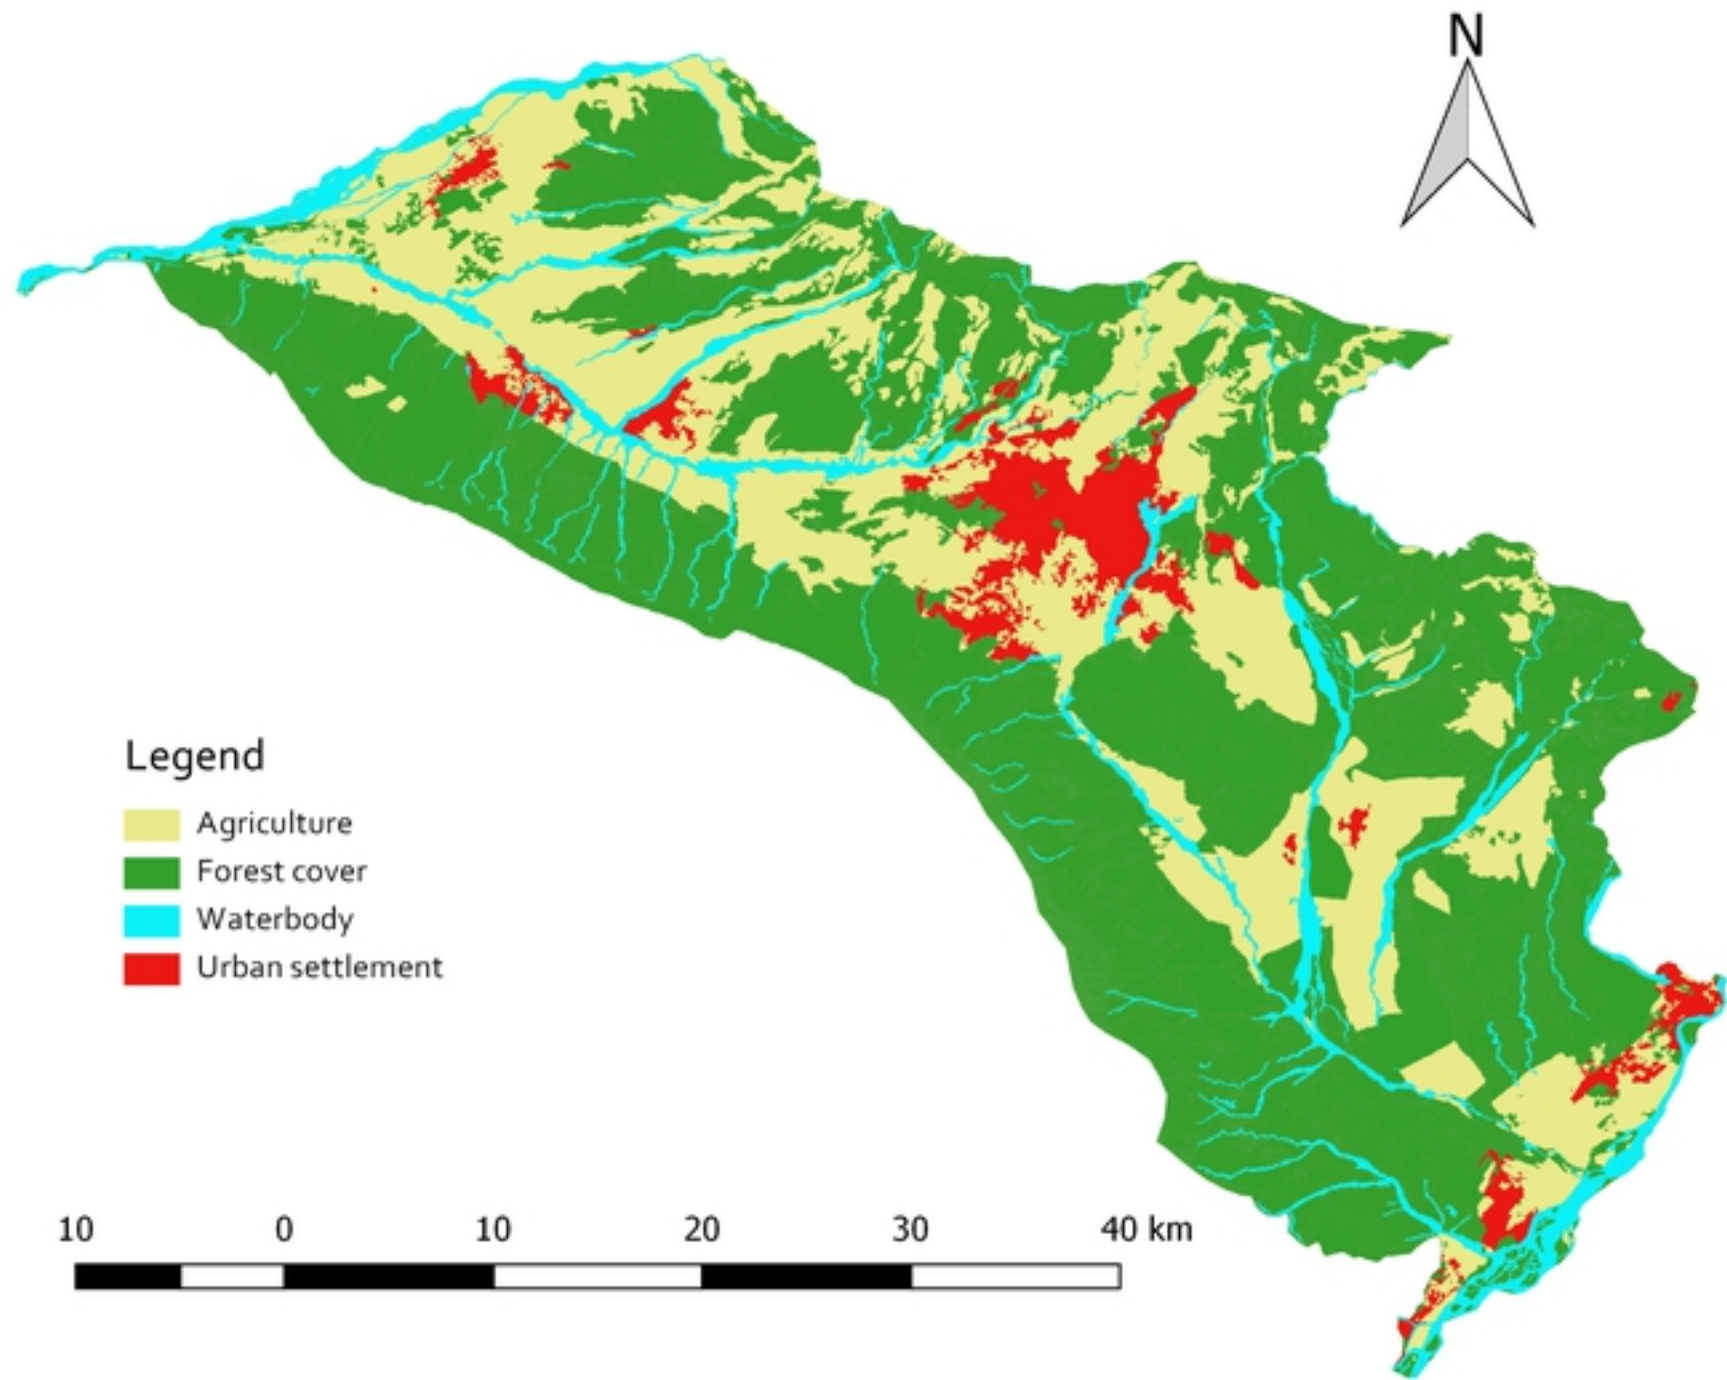 N
Legend
Agriculture
Forest cover
Waterbody
Urban settlement
10 0 10 20 30 40 km